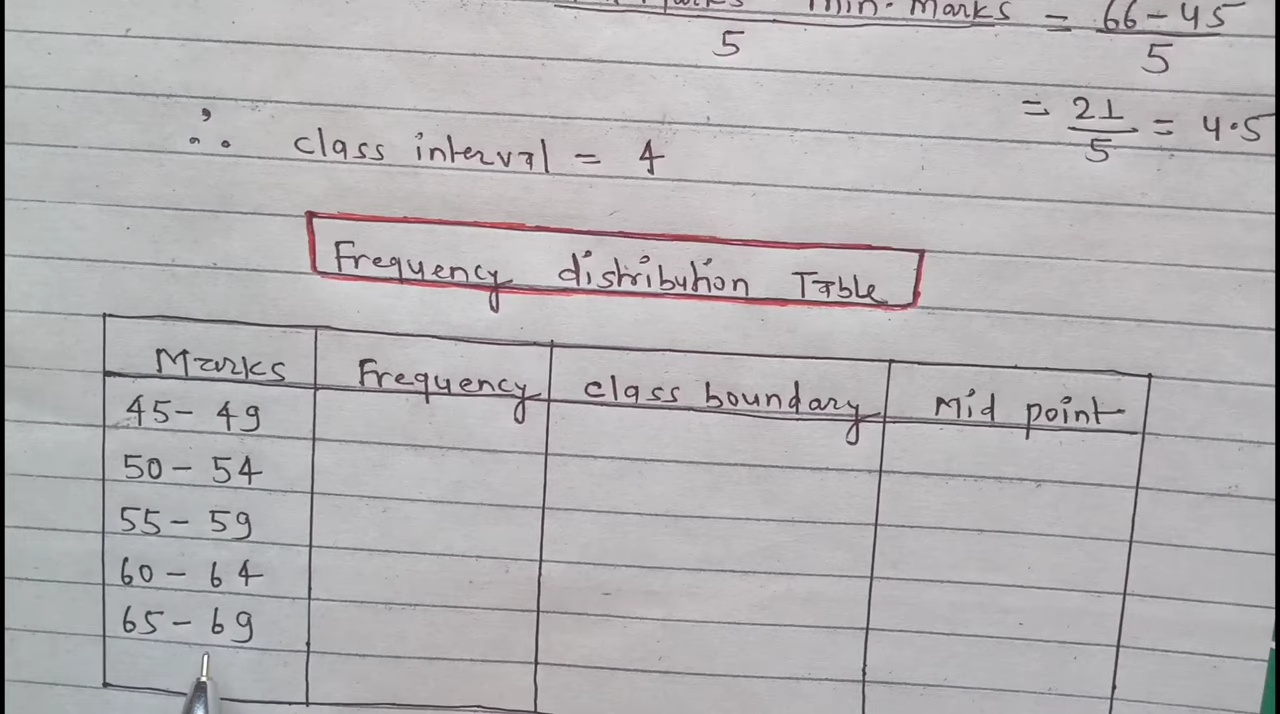 min. Marks = 66-45
5 5
= 21/5 = 4.5
∴ class interval = 4
Frequency distribution Table
Marks Frequency class boundary Mid point
45-49
50-54
55-59
60-64
65-69